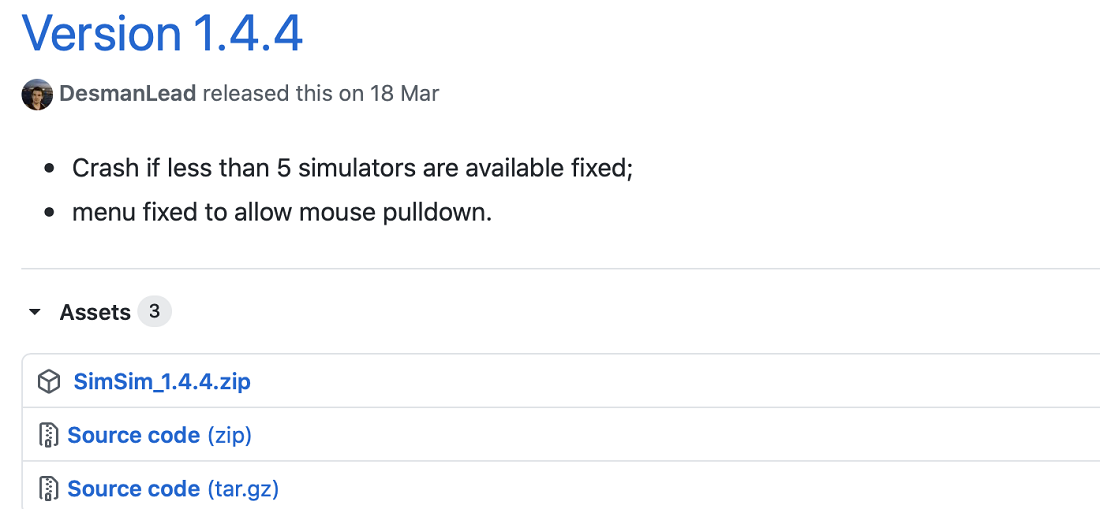 Version 1.4.4
DesmanLead released this on 18 Mar
• Crash if less than 5 simulators are available fixed;
• menu fixed to allow mouse pulldown.
Assets 3
SimSim_1.4.4.zip
Source code (zip)
Source code (tar.gz)